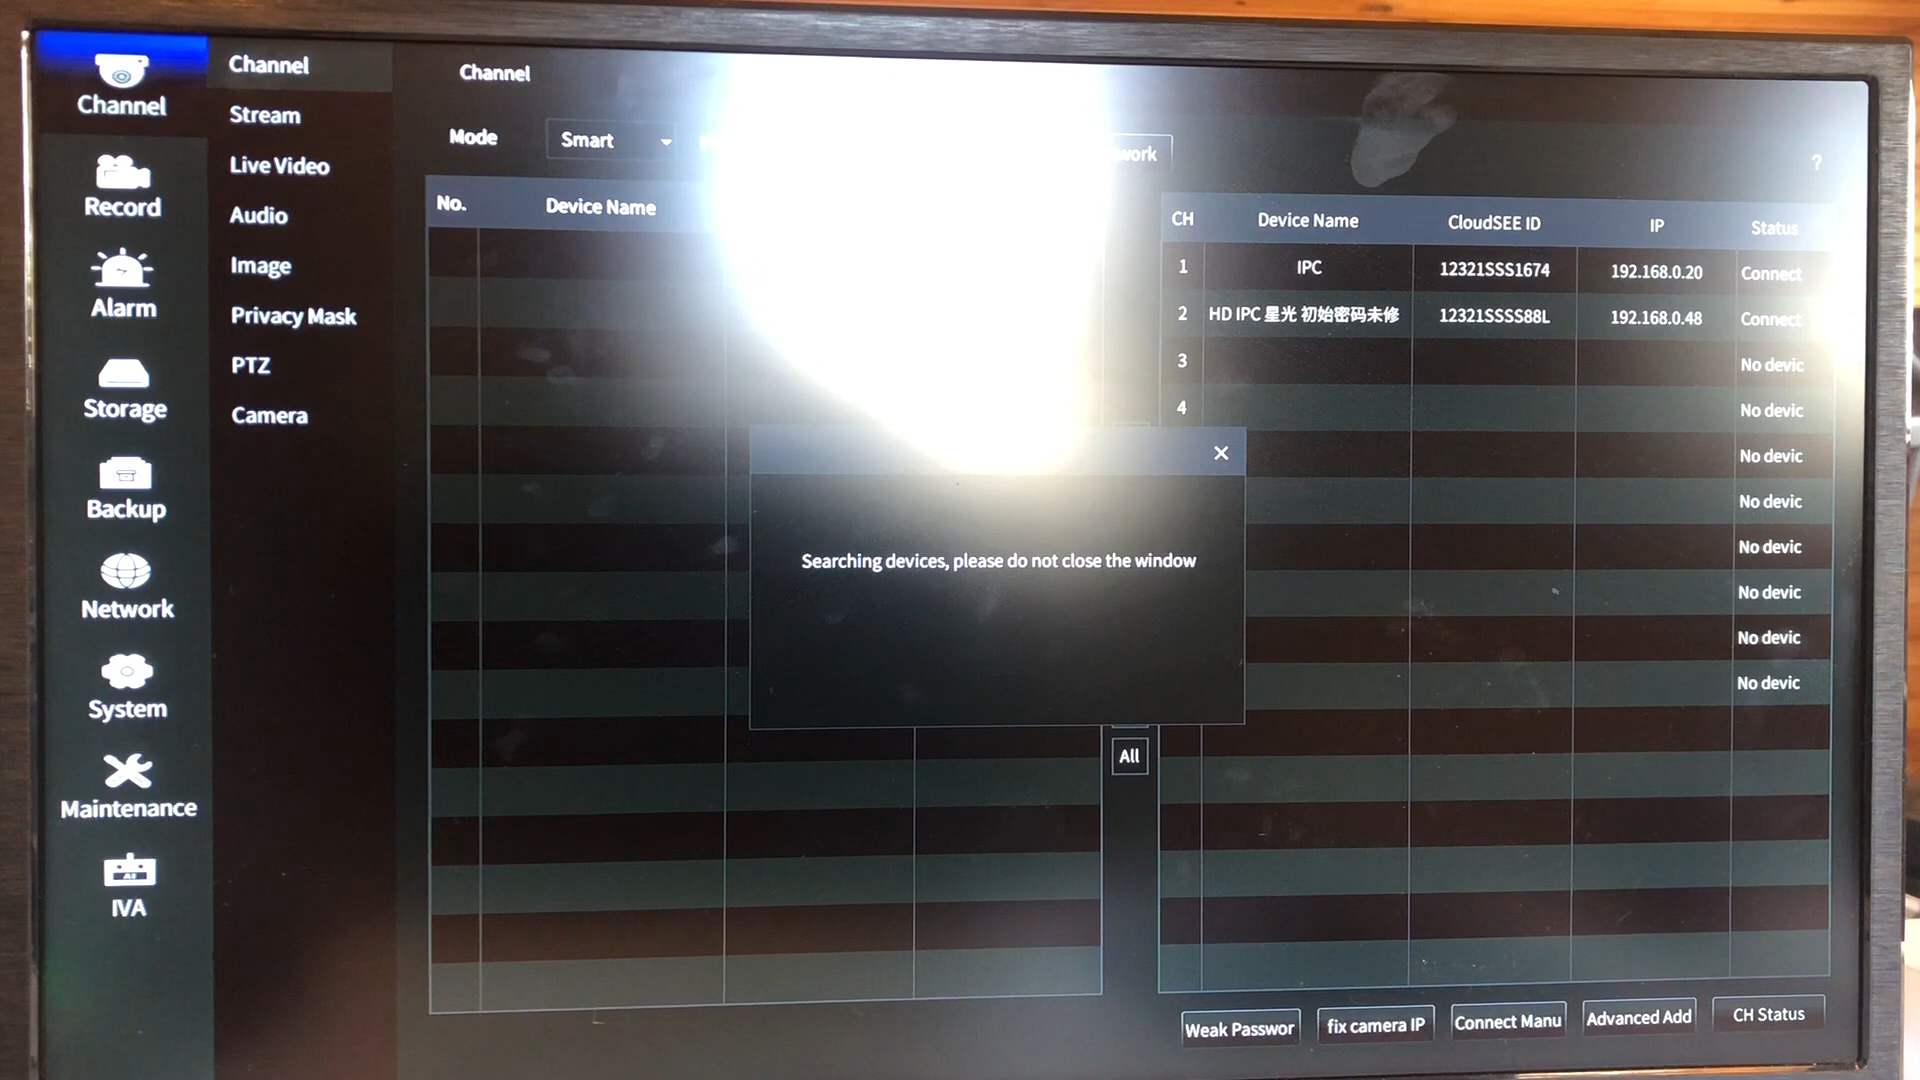 Channel
Record
Alarm
Storage
Backup
Network
System
Maintenance
IVA
Channel
Stream
Live Video
Audio
Image
Privacy Mask
PTZ
Camera
Channel
Mode Smart
?
No. Device Name
CH Device Name CloudSEE ID IP Status
1 IPC 12321SSS1674 192.168.0.20 Connect
2 HD IPC 星光 初始密码未修 12321SSSS88L 192.168.0.48 Connect
3 No devic
4 No devic
No devic
No devic
No devic
No devic
No devic
No devic
Searching devices, please do not close the window
All
Weak Passwor fix camera IP Connect Manu Advanced Add CH Status